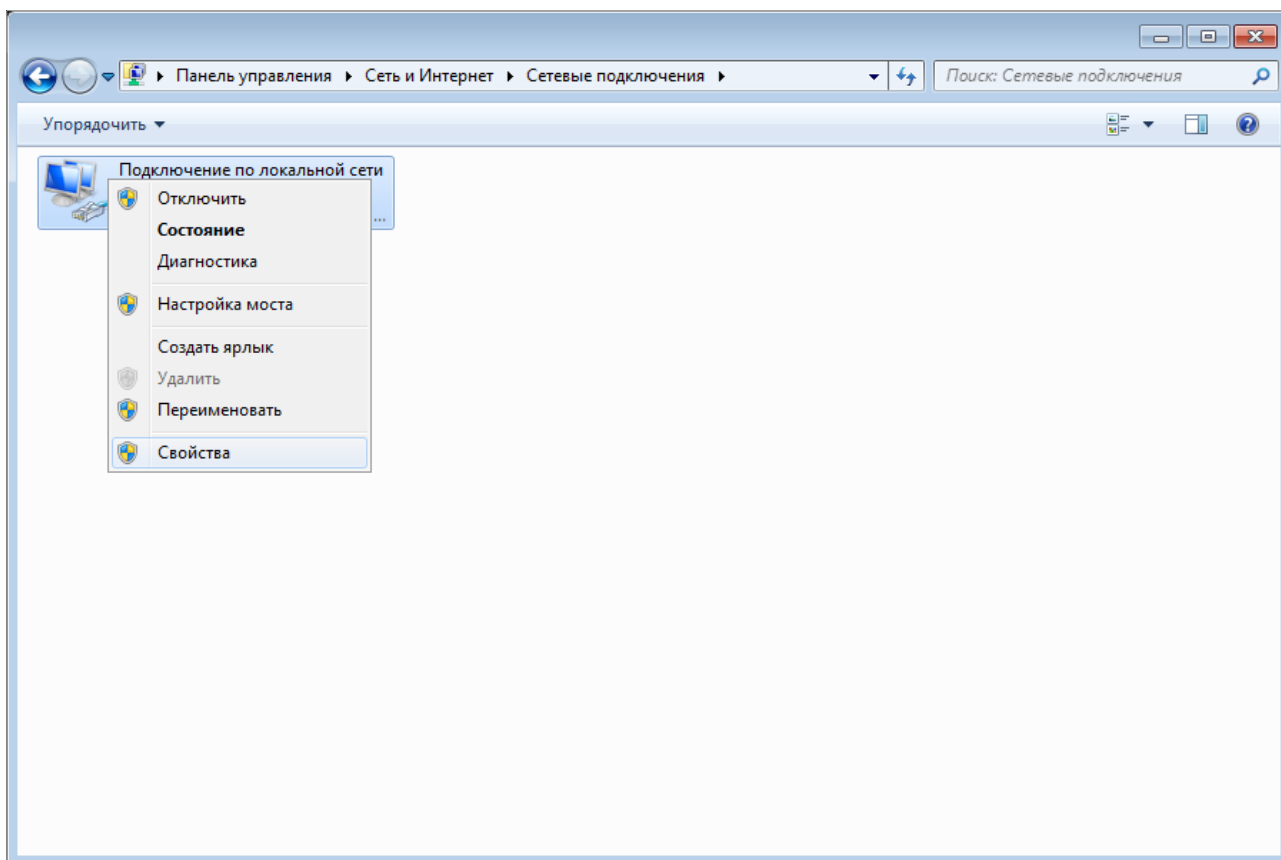 Панель управления Сеть и Интернет Сетевые подключения
Поиск: Сетевые подключения
Упорядочить
Подключение по локальной сети
...
Отключить
Состояние
Диагностика
Настройка моста
Создать ярлык
Удалить
Переименовать
Свойства